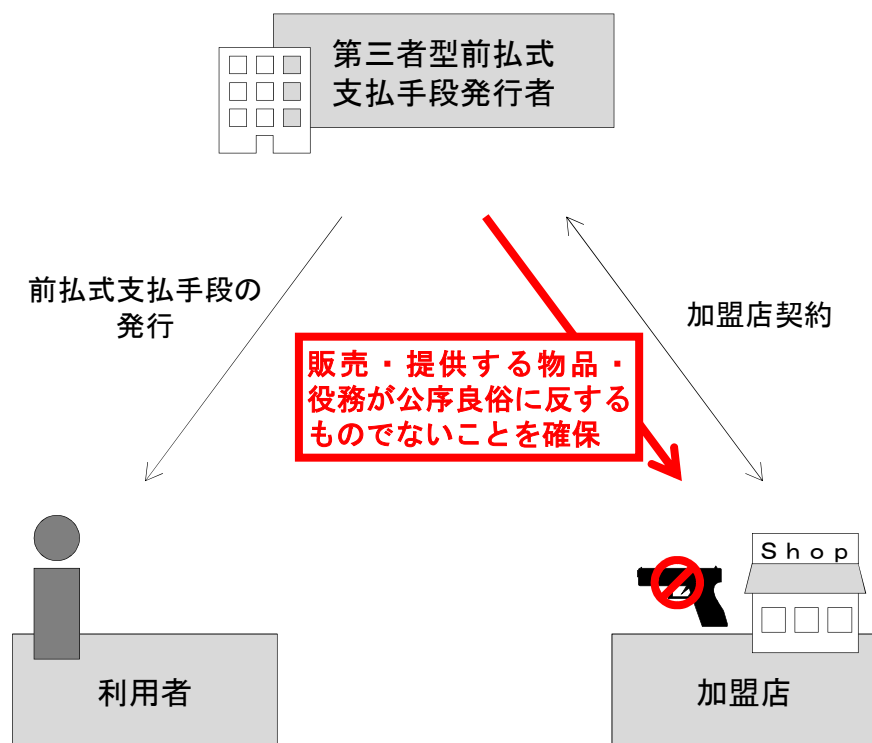 第三者型前払式
支払手段発行者
前払式支払手段の
発行
加盟店契約
販売・提供する物品・
役務が公序良俗に反する
ものでないことを確保
Ｓｈｏｐ
利用者
加盟店